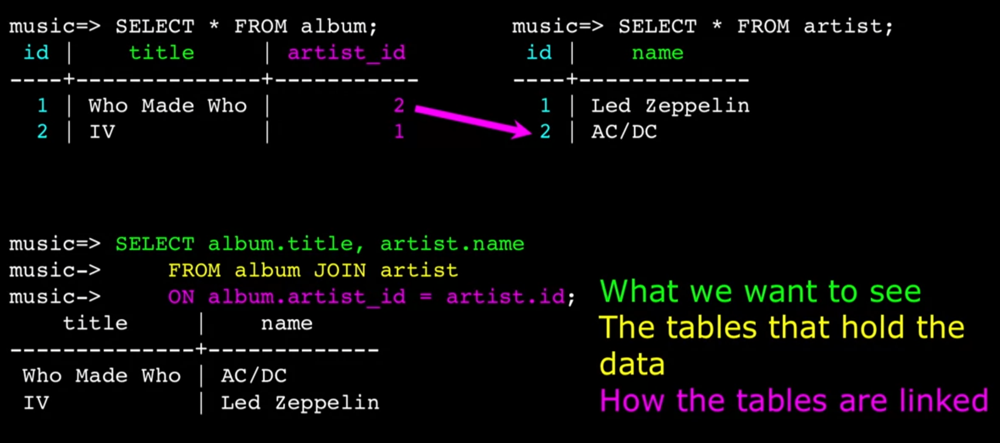 music=> SELECT * FROM album;
 id |     title    | artist_id
----+--------------+-----------
  1 | Who Made Who |         2
  2 | IV           |         1
music=> SELECT * FROM artist;
 id |    name
----+-------------
  1 | Led Zeppelin
  2 | AC/DC
music=> SELECT album.title, artist.name
music->     FROM album JOIN artist
music->     ON album.artist_id = artist.id;
    title     |    name
--------------+-------------
 Who Made Who | AC/DC
 IV           | Led Zeppelin
What we want to see
The tables that hold the
data
How the tables are linked